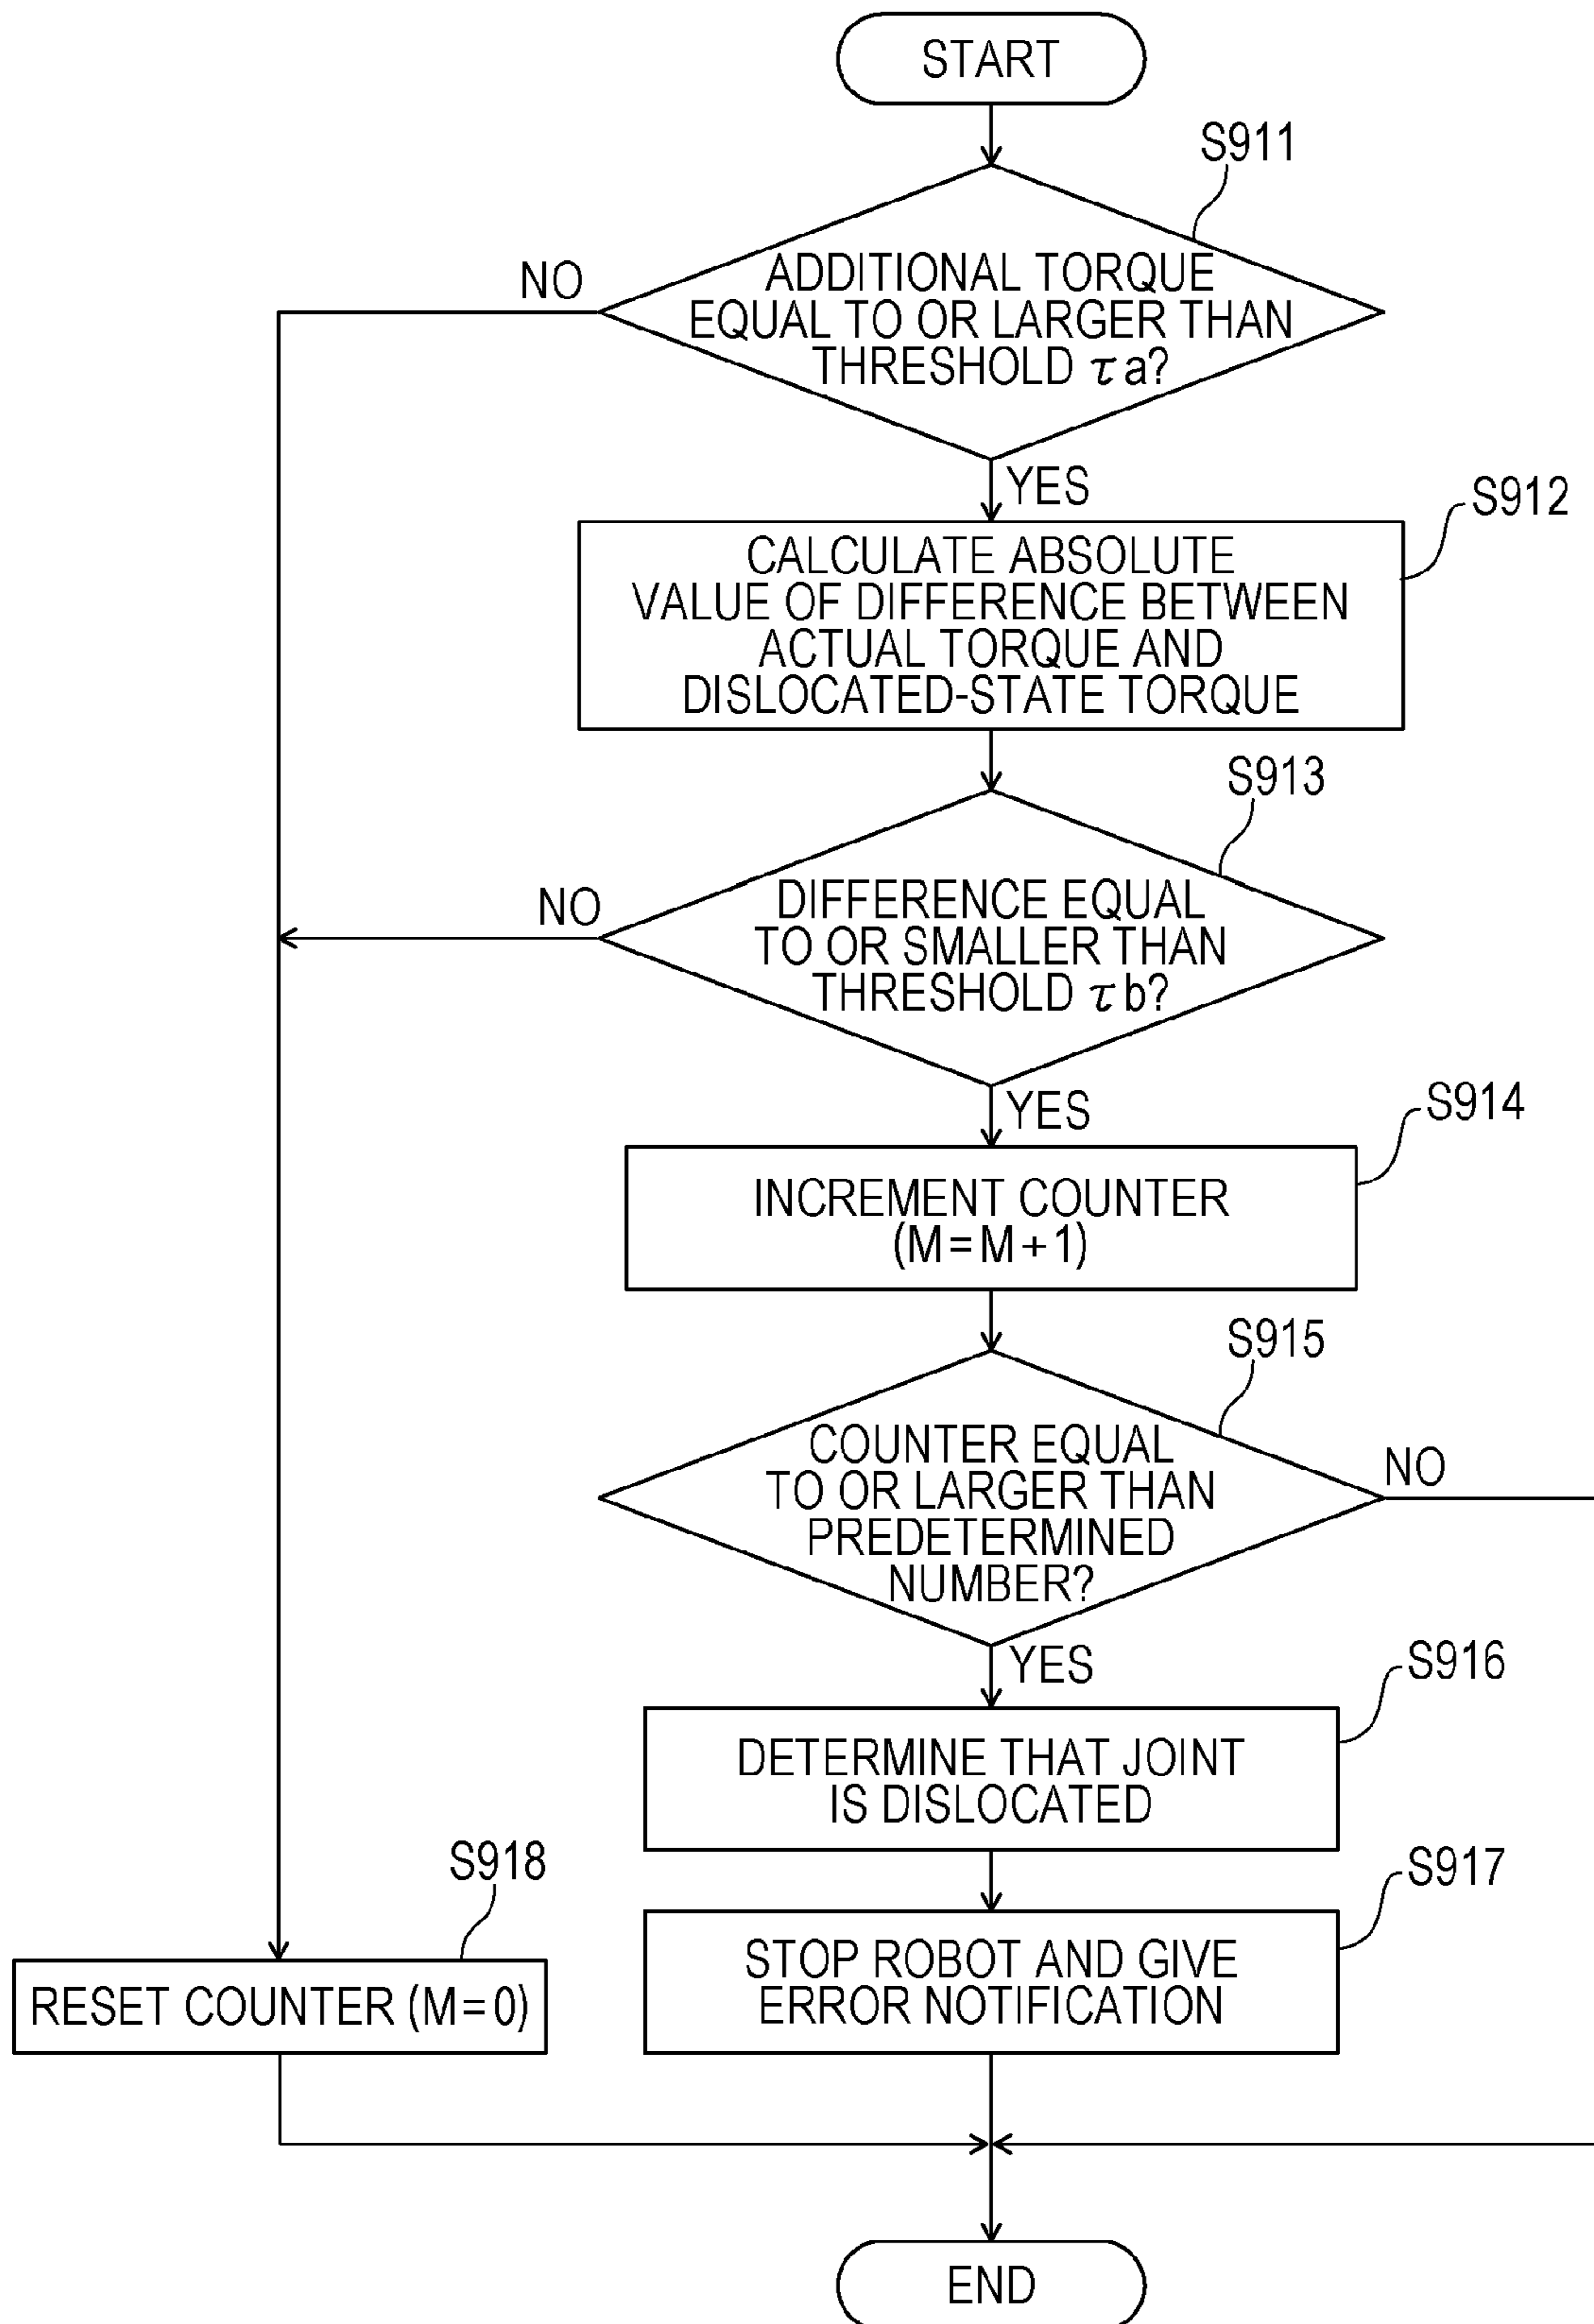 START
S911
NO
ADDITIONAL TORQUE
EQUAL TO OR LARGER THAN
THRESHOLD τa?
YES
S912
CALCULATE ABSOLUTE
VALUE OF DIFFERENCE BETWEEN
ACTUAL TORQUE AND
DISLOCATED-STATE TORQUE
S913
NO
DIFFERENCE EQUAL
TO OR SMALLER THAN
THRESHOLD τb?
YES
S914
INCREMENT COUNTER
(M=M+1)
S915
COUNTER EQUAL
TO OR LARGER THAN
PREDETERMINED
NUMBER?
NO
YES
S916
DETERMINE THAT JOINT
IS DISLOCATED
S918
RESET COUNTER (M=0)
S917
STOP ROBOT AND GIVE
ERROR NOTIFICATION
END